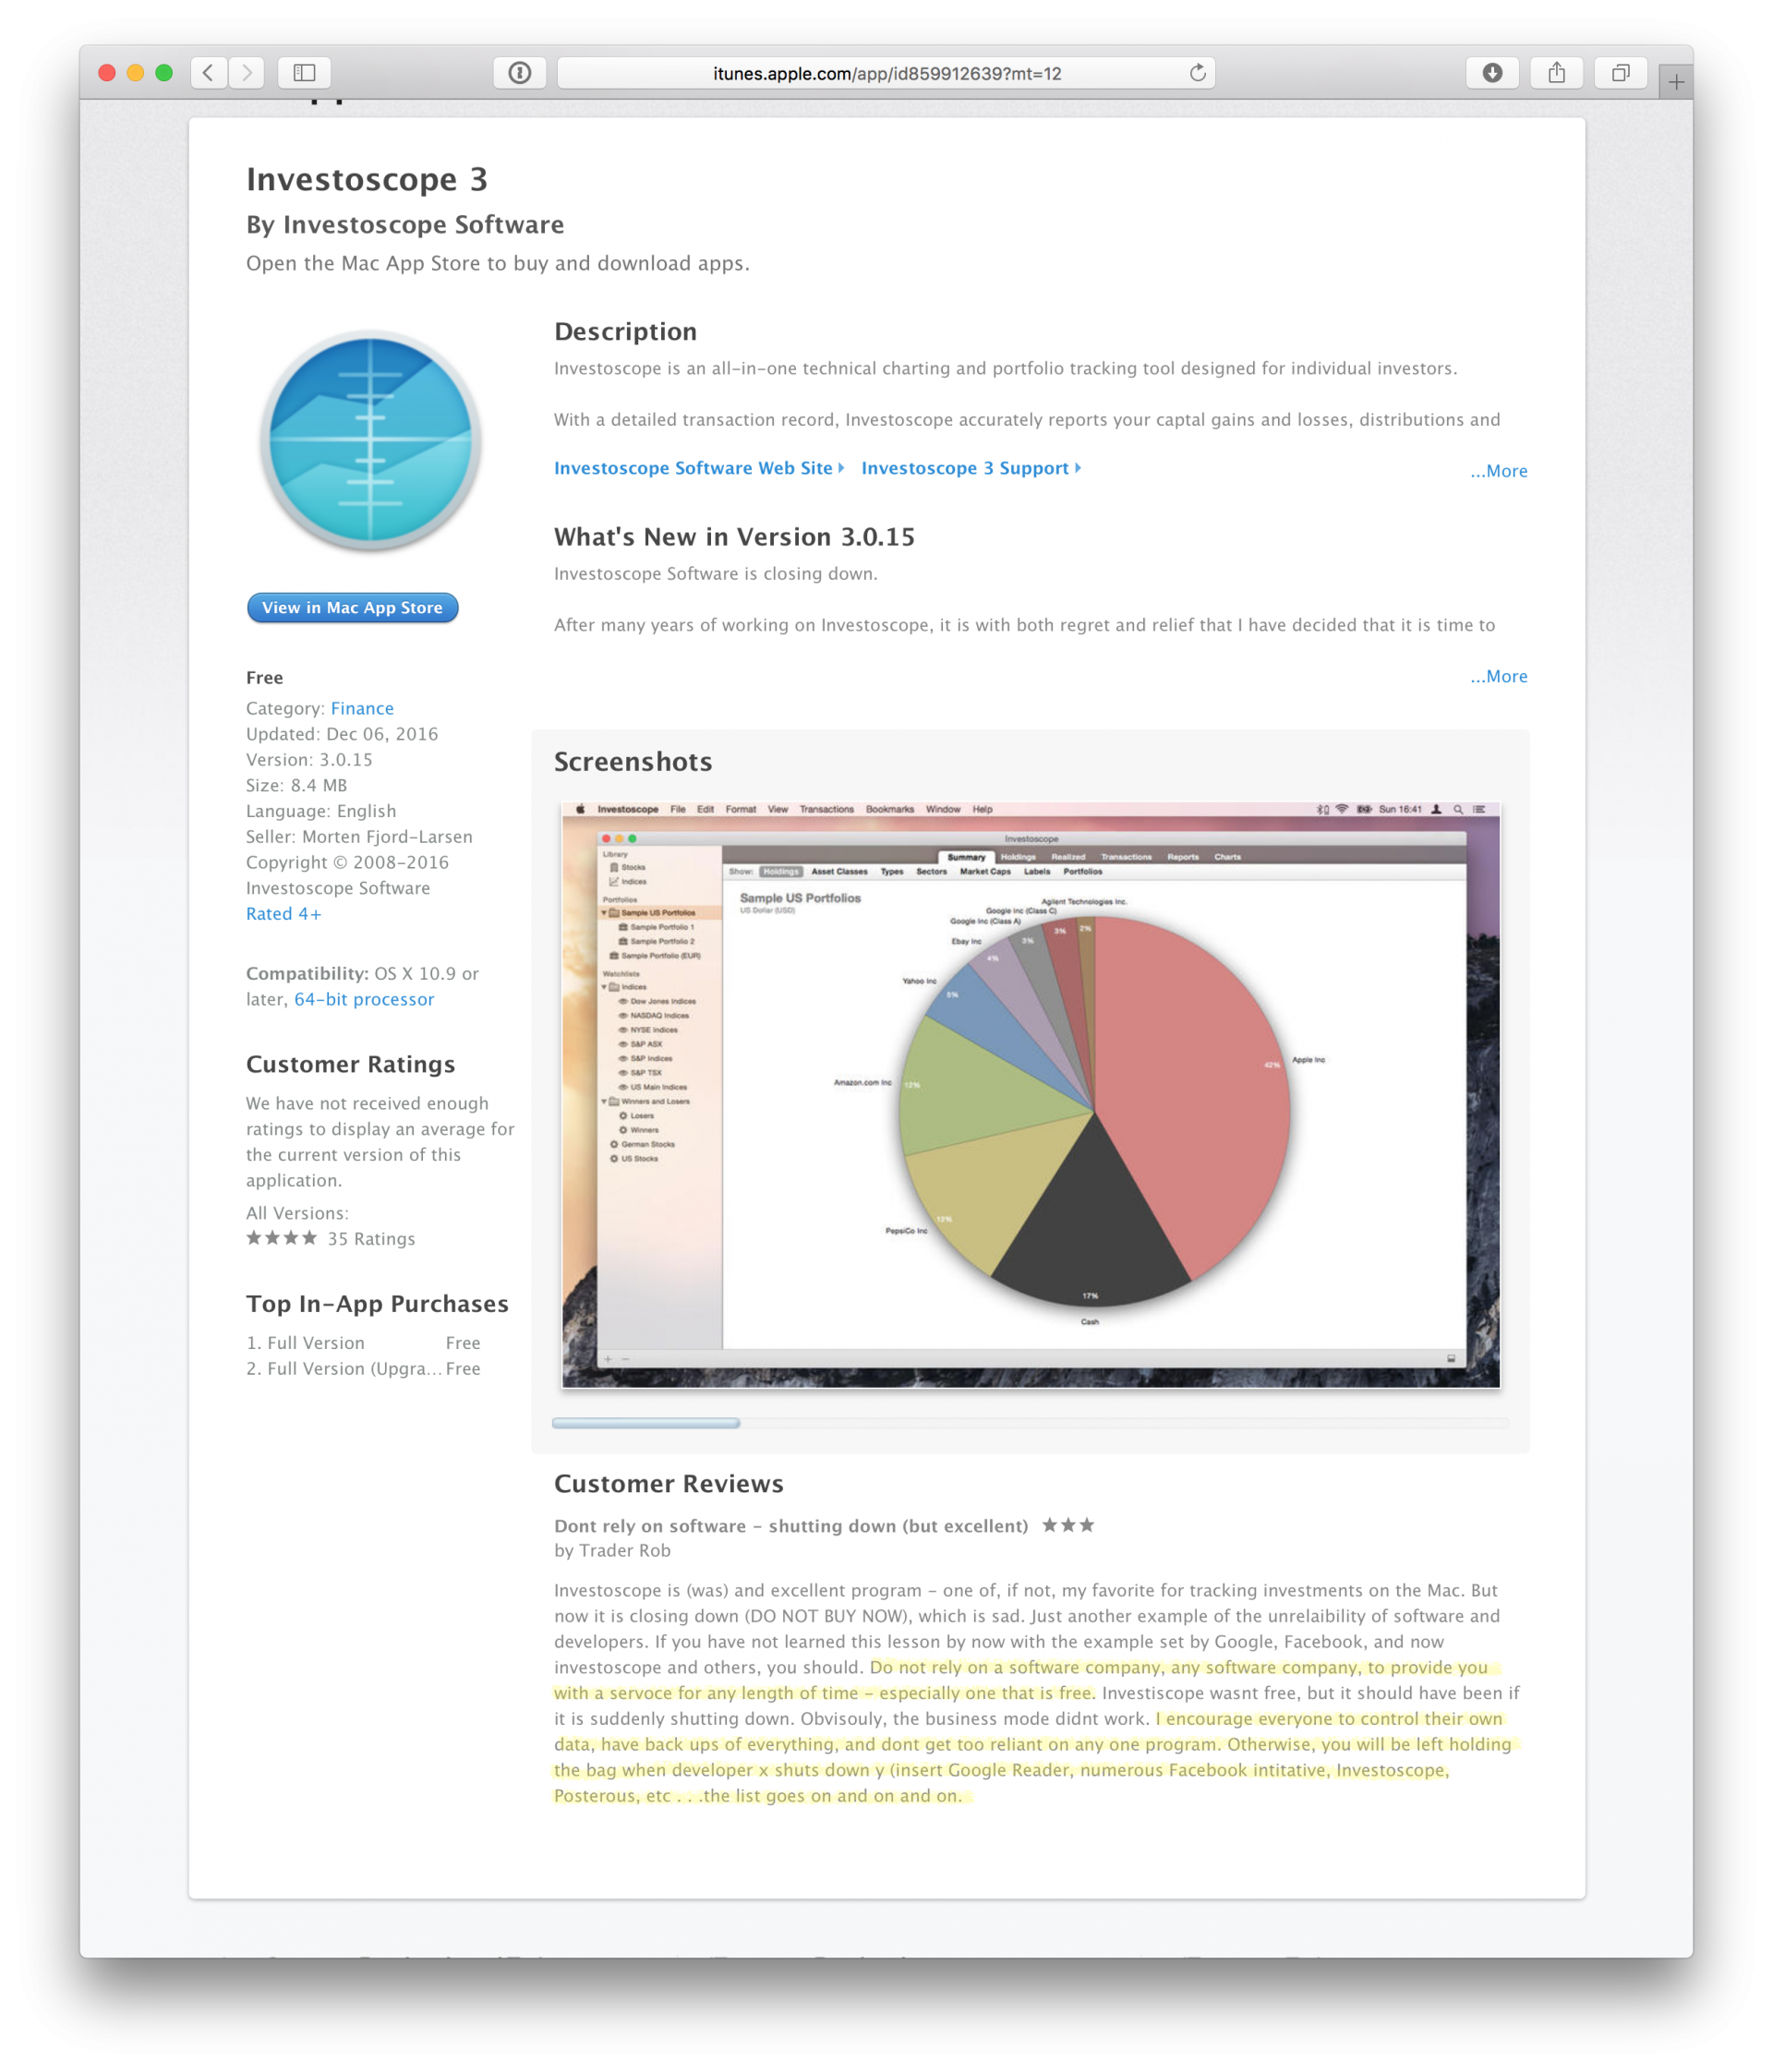 itunes.apple.com/app/id859912639?mt=12
Investoscope 3
By Investoscope Software
Open the Mac App Store to buy and download apps.
View in Mac App Store
Free
Category: Finance
Updated: Dec 06, 2016
Version: 3.0.15
Size: 8.4 MB
Language: English
Seller: Morten Fjord-Larsen
Copyright © 2008-2016
Investoscope Software
Rated 4+
Compatibility: OS X 10.9 or
later, 64-bit processor
Customer Ratings
We have not received enough
ratings to display an average for
the current version of this
application.
All Versions:
★★★★ 35 Ratings
Top In-App Purchases
1. Full Version Free
2. Full Version (Upgra... Free
Description
Investoscope is an all-in-one technical charting and portfolio tracking tool designed for individual investors.
With a detailed transaction record, Investoscope accurately reports your captal gains and losses, distributions and
Investoscope Software Web Site Investoscope 3 Support
...More
What's New in Version 3.0.15
Investoscope Software is closing down.
After many years of working on Investoscope, it is with both regret and relief that I have decided that it is time to
...More
Screenshots
Investoscope File Edit Format View Transactions Bookmarks Window Help Sun 16:41
Investoscope
Library
Stocks
Indices
Portfolios
Sample US Portfolios
Sample Portfolio 1
Sample Portfolio 2
Sample Portfolio (EUR)
Watchlists
Indices
Dow Jones Indices
NASDAQ Indices
NYSE Indices
S&P ASX
S&P Indices
S&P TSX
US Main Indices
Winners and Losers
Losers
Winners
German Stocks
US Stocks
Summary Holdings Realized Transactions Reports Charts
Show: Holdings Asset Classes Types Sectors Market Caps Labels Portfolios
Sample US Portfolios
US Dollar (USD)
Agilent Technologies Inc.
2%
Google Inc (Class C)
3%
Google Inc (Class A)
3%
Ebay Inc
4%
Yahoo Inc
5%
Apple Inc
42%
Amazon.com Inc
12%
PepsiCo Inc
12%
17%
Cash
Customer Reviews
Dont rely on software – shutting down (but excellent) ★★★
by Trader Rob
Investoscope is (was) and excellent program – one of, if not, my favorite for tracking investments on the Mac. But
now it is closing down (DO NOT BUY NOW), which is sad. Just another example of the unrelaibility of software and
developers. If you have not learned this lesson by now with the example set by Google, Facebook, and now
investoscope and others, you should. Do not rely on a software company, any software company, to provide you
with a servoce for any length of time – especially one that is free. Investiscope wasnt free, but it should have been if
it is suddenly shutting down. Obvisouly, the business mode didnt work. I encourage everyone to control their own
data, have back ups of everything, and dont get too reliant on any one program. Otherwise, you will be left holding
the bag when developer x shuts down y (insert Google Reader, numerous Facebook intitative, Investoscope,
Posterous, etc . . .the list goes on and on and on.